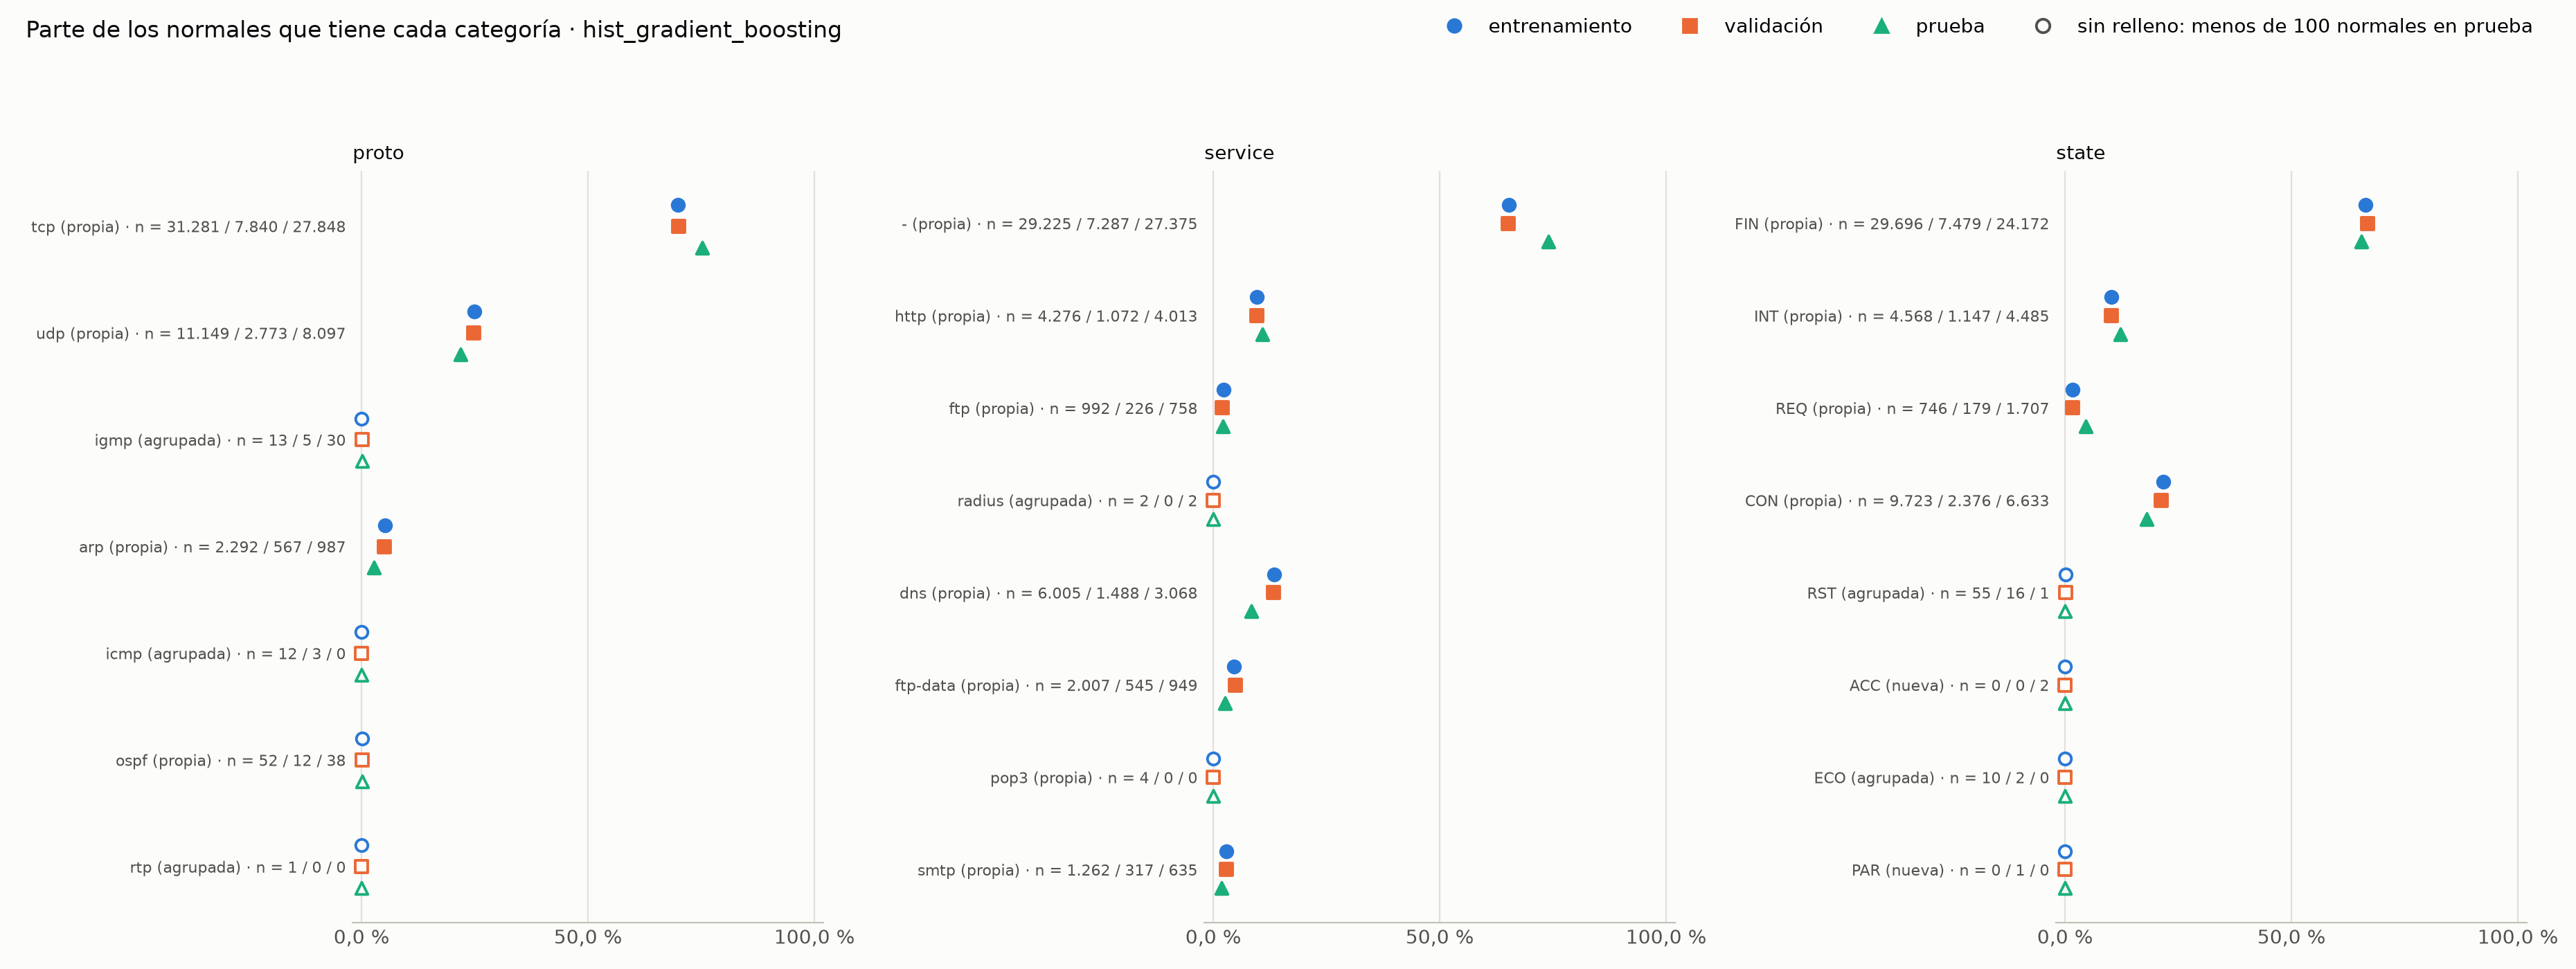 Parte de los normales que tiene cada categoría · hist_gradient_boosting
entrenamiento
validación
prueba
sin relleno: menos de 100 normales en prueba
proto
tcp (propia) · n = 31.281 / 7.840 / 27.848
udp (propia) · n = 11.149 / 2.773 / 8.097
igmp (agrupada) · n = 13 / 5 / 30
arp (propia) · n = 2.292 / 567 / 987
icmp (agrupada) · n = 12 / 3 / 0
ospf (propia) · n = 52 / 12 / 38
rtp (agrupada) · n = 1 / 0 / 0
0,0 %
50,0 %
100,0 %
service
- (propia) · n = 29.225 / 7.287 / 27.375
http (propia) · n = 4.276 / 1.072 / 4.013
ftp (propia) · n = 992 / 226 / 758
radius (agrupada) · n = 2 / 0 / 2
dns (propia) · n = 6.005 / 1.488 / 3.068
ftp-data (propia) · n = 2.007 / 545 / 949
pop3 (propia) · n = 4 / 0 / 0
smtp (propia) · n = 1.262 / 317 / 635
0,0 %
50,0 %
100,0 %
state
FIN (propia) · n = 29.696 / 7.479 / 24.172
INT (propia) · n = 4.568 / 1.147 / 4.485
REQ (propia) · n = 746 / 179 / 1.707
CON (propia) · n = 9.723 / 2.376 / 6.633
RST (agrupada) · n = 55 / 16 / 1
ACC (nueva) · n = 0 / 0 / 2
ECO (agrupada) · n = 10 / 2 / 0
PAR (nueva) · n = 0 / 1 / 0
0,0 %
50,0 %
100,0 %